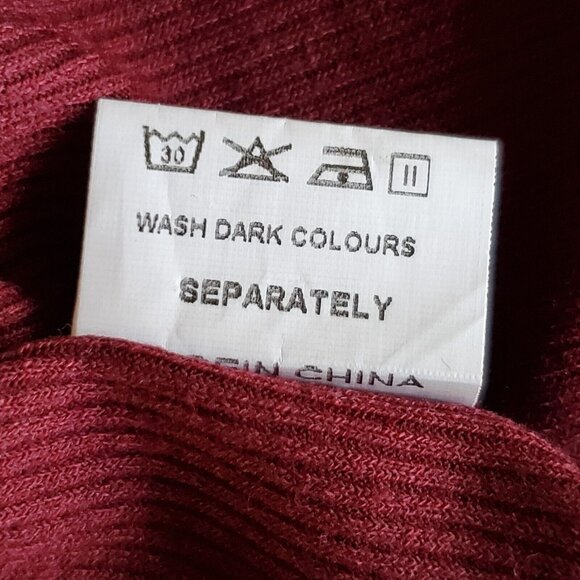 30
WASH DARK COLOURS
SEPARATELY
IN CHINA